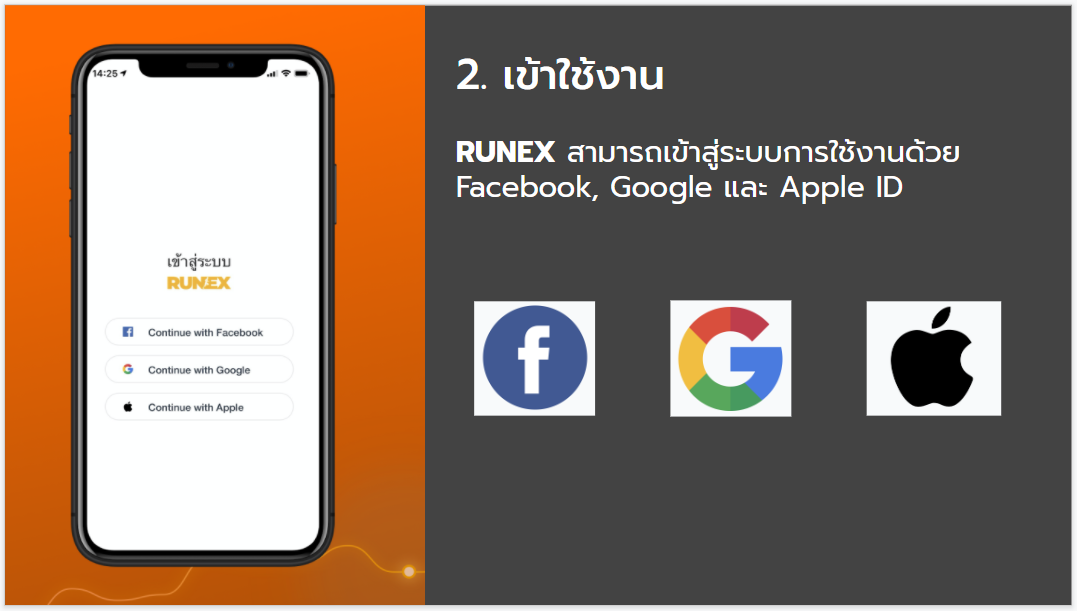 14:25
เข้าสู่ระบบ
RUNEX
Continue with Facebook
Continue with Google
Continue with Apple
2. เข้าใช้งาน
RUNEX สามารถเข้าสู่ระบบการใช้งานด้วย
Facebook, Google และ Apple ID